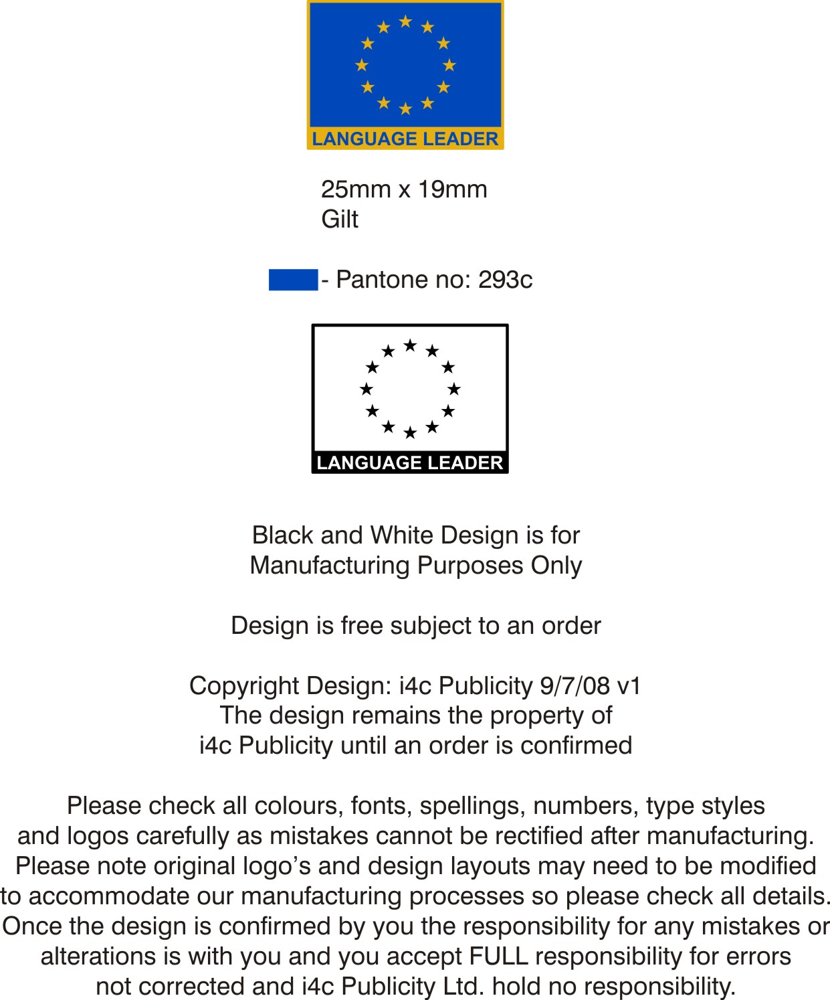 LANGUAGE LEADER
25mm x 19mm
Gilt
- Pantone no: 293c
LANGUAGE LEADER
Black and White Design is for
Manufacturing Purposes Only
Design is free subject to an order
Copyright Design: i4c Publicity 9/7/08 v1
The design remains the property of
i4c Publicity until an order is confirmed
Please check all colours, fonts, spellings, numbers, type styles
and logos carefully as mistakes cannot be rectified after manufacturing.
Please note original logo’s and design layouts may need to be modified
to accommodate our manufacturing processes so please check all details.
Once the design is confirmed by you the responsibility for any mistakes or
alterations is with you and you accept FULL responsibility for errors
not corrected and i4c Publicity Ltd. hold no responsibility.